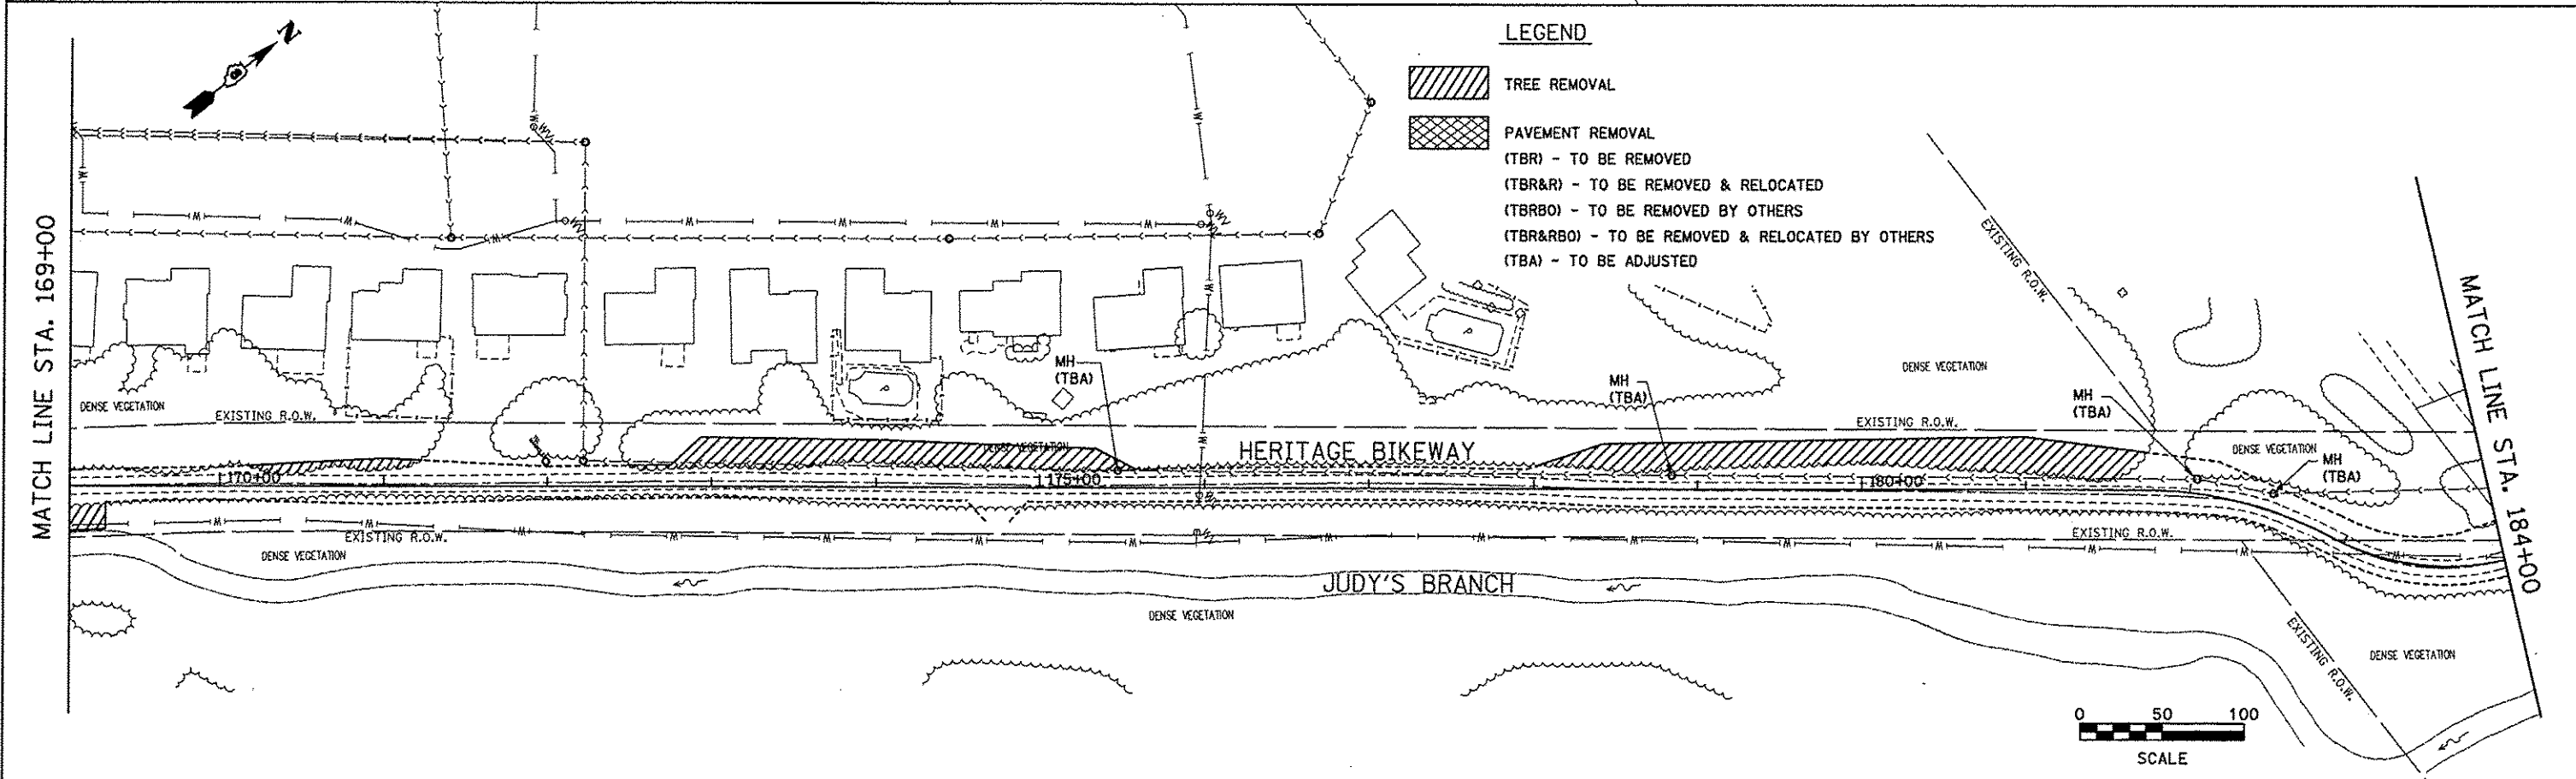 N
LEGEND
TREE REMOVAL
PAVEMENT REMOVAL
(TBR) - TO BE REMOVED
(TBR&R) - TO BE REMOVED & RELOCATED
(TBRBO) - TO BE REMOVED BY OTHERS
(TBR&RBO) - TO BE REMOVED & RELOCATED BY OTHERS
(TBA) - TO BE ADJUSTED
MATCH LINE STA. 169+00
MATCH LINE STA. 184+00
EXISTING R.O.W.
DENSE VEGETATION
DENSE VEGETATION
EXISTING R.O.W.
MH
(TBA)
MH
(TBA)
MH
(TBA)
MH
(TBA)
EXISTING R.O.W.
DENSE VEGETATION
DENSE VEGETATION
HERITAGE BIKEWAY
170+00
175+00
180+00
EXISTING R.O.W.
EXISTING R.O.W.
DENSE VEGETATION
JUDY'S BRANCH
DENSE VEGETATION
EXISTING R.O.W.
DENSE VEGETATION
0 50 100
SCALE